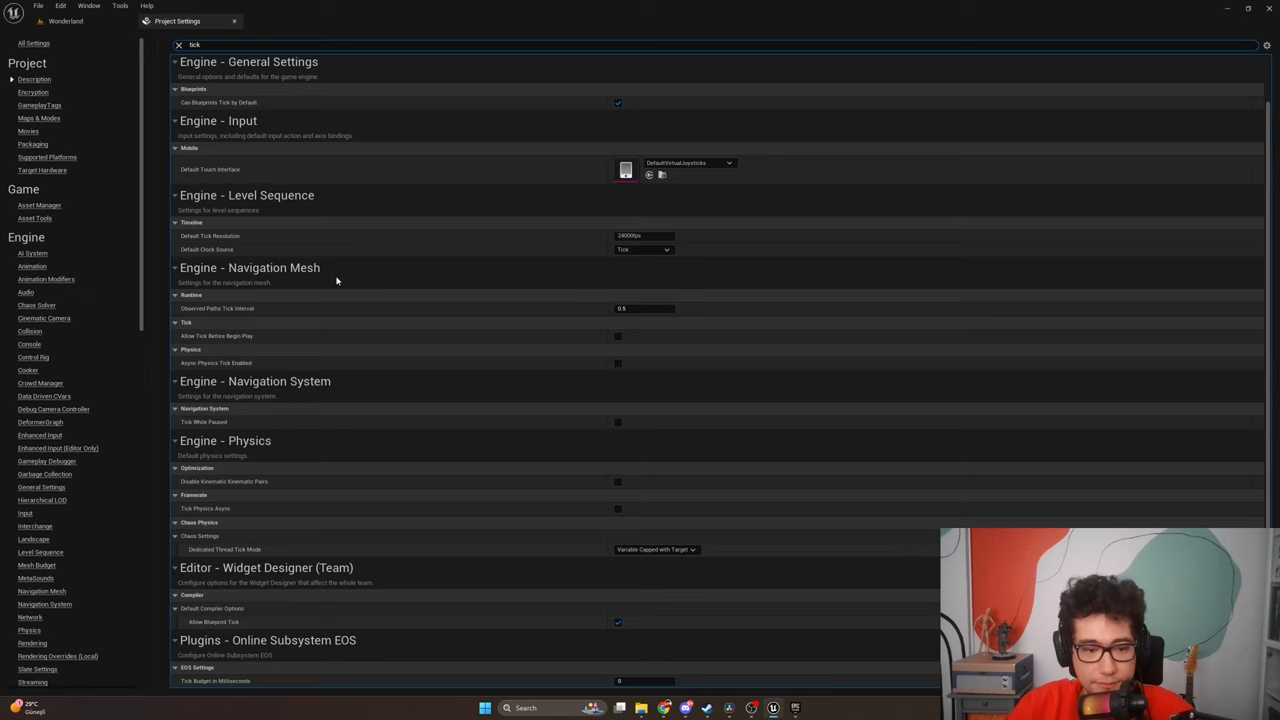 File Edit Window Tools Help
Wonderland
Project Settings
tick
All Settings
Project
Description
Encryption
GameplayTags
Maps & Modes
Movies
Packaging
Supported Platforms
Target Hardware
Game
Asset Manager
Asset Tools
Engine
AI System
Animation
Animation Modifiers
Audio
Chaos Solver
Cinematic Camera
Collision
Console
Control Rig
Cooker
Crowd Manager
Data Driven CVars
Debug Camera Controller
DeformerGraph
Enhanced Input
Enhanced Input (Editor Only)
Gameplay Debugger
Garbage Collection
General Settings
Hierarchical LOD
Input
Interchange
Landscape
Level Sequence
Mesh Budget
MetaSounds
Navigation Mesh
Navigation System
Network
Physics
Rendering
Rendering Overrides (Local)
Slate Settings
Streaming
Engine - General Settings
General options and defaults for the game engine.
Blueprints
Can Blueprints Tick by Default
Engine - Input
Input settings, including default input action and axis bindings.
Mobile
Default Touch Interface
DefaultVirtualJoysticks
Engine - Level Sequence
Settings for level sequences
Timeline
Default Tick Resolution 24000fps
Default Clock Source Tick
Engine - Navigation Mesh
Settings for the navigation mesh.
Runtime
Observed Paths Tick Interval 0.5
Tick
Allow Tick Before Begin Play
Physics
Async Physics Tick Enabled
Engine - Navigation System
Settings for the navigation system.
Navigation System
Tick While Paused
Engine - Physics
Default physics settings.
Optimization
Disable Kinematic Kinematic Pairs
Framerate
Tick Physics Async
Chaos Physics
Chaos Settings
Dedicated Thread Tick Mode Variable Capped with Target
Editor - Widget Designer (Team)
Configure options for the Widget Designer that affect the whole team.
Compiler
Default Compiler Options
Allow Blueprint Tick
Plugins - Online Subsystem EOS
Configure Online Subsystem EOS
EOS Settings
Tick Budget in Milliseconds 0
29°C
Güneşli
Search